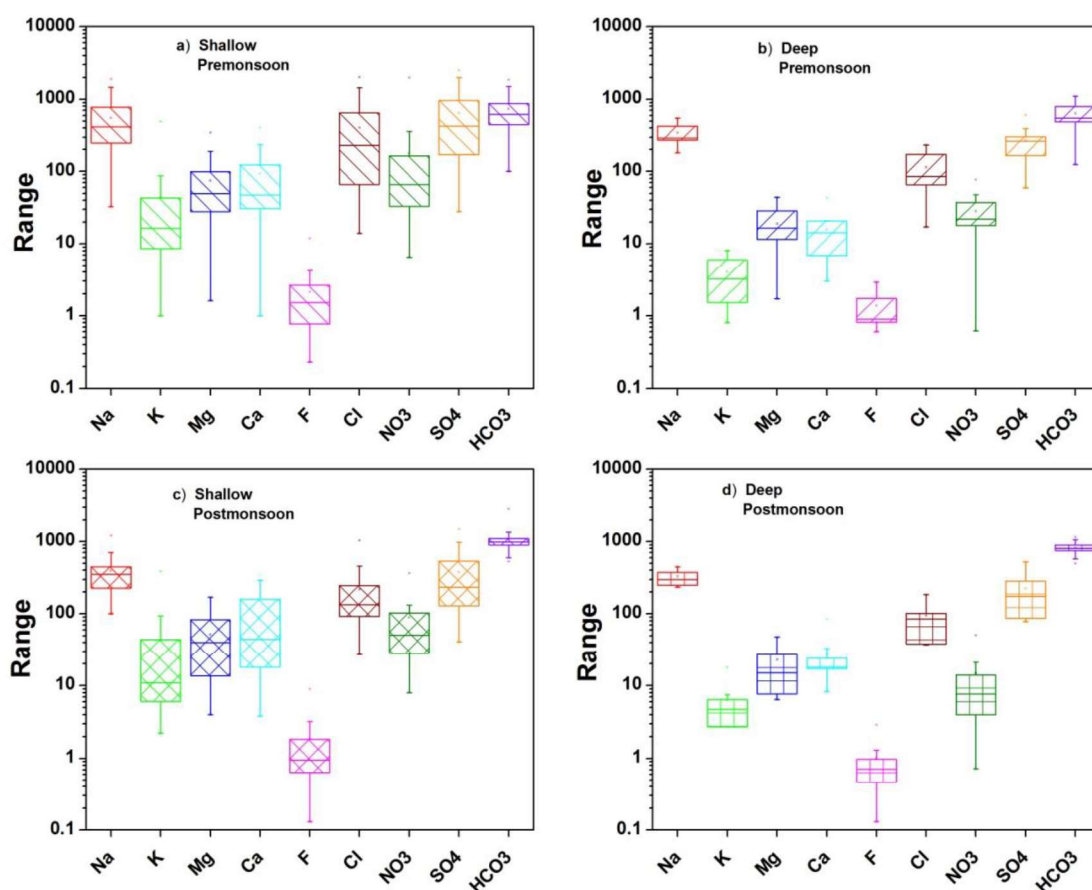 10000
1000
100
10
1
0.1
Range
a) Shallow
Premonsoon
Na
K
Mg
Ca
F
Cl
NO3
SO4
HCO3
10000
1000
100
10
1
0.1
Range
b) Deep
Premonsoon
Na
K
Mg
Ca
F
Cl
NO3
SO4
HCO3
10000
1000
100
10
1
0.1
Range
c) Shallow
Postmonsoon
Na
K
Mg
Ca
F
Cl
NO3
SO4
HCO3
10000
1000
100
10
1
0.1
Range
d) Deep
Postmonsoon
Na
K
Mg
Ca
F
Cl
NO3
SO4
HCO3